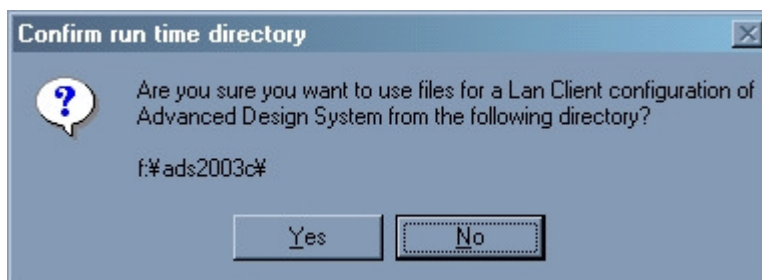 Confirm run time directory
Are you sure you want to use files for a Lan Client configuration of
Advanced Design System from the following directory?
f:¥ads2003c¥
Yes
No